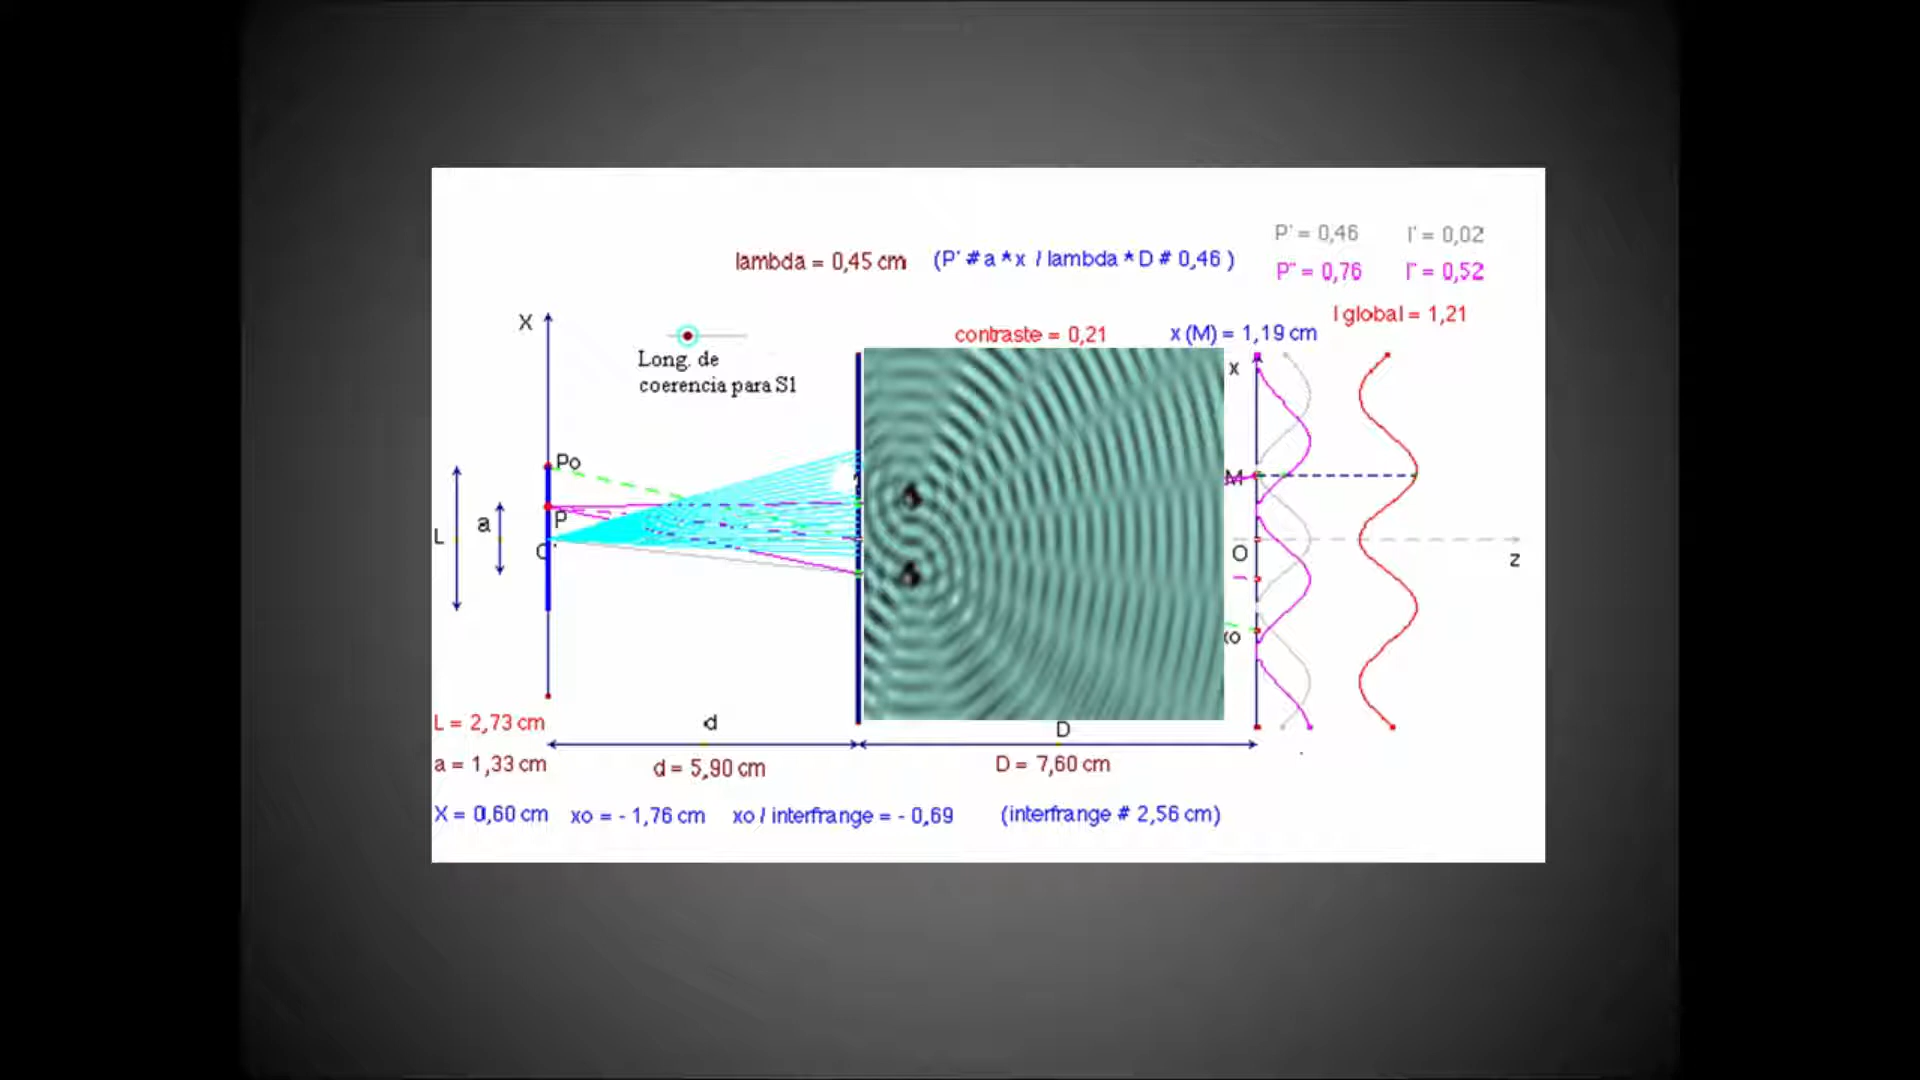 P' = 0,46 I' = 0,02
lambda = 0,45 cm (P' # a * x / lambda * D # 0,46 )
P" = 0,76 I" = 0,52
I global = 1,21
X
contraste = 0,21 x (M) = 1,19 cm
Long. de
coerencia para S1
x
Po
M
P
a
L
O
z
xo
L = 2,73 cm
d
D
a = 1,33 cm
d = 5,90 cm
D = 7,60 cm
X = 0,60 cm xo = - 1,76 cm xo / interfrange = - 0,69 (interfrange # 2,56 cm)